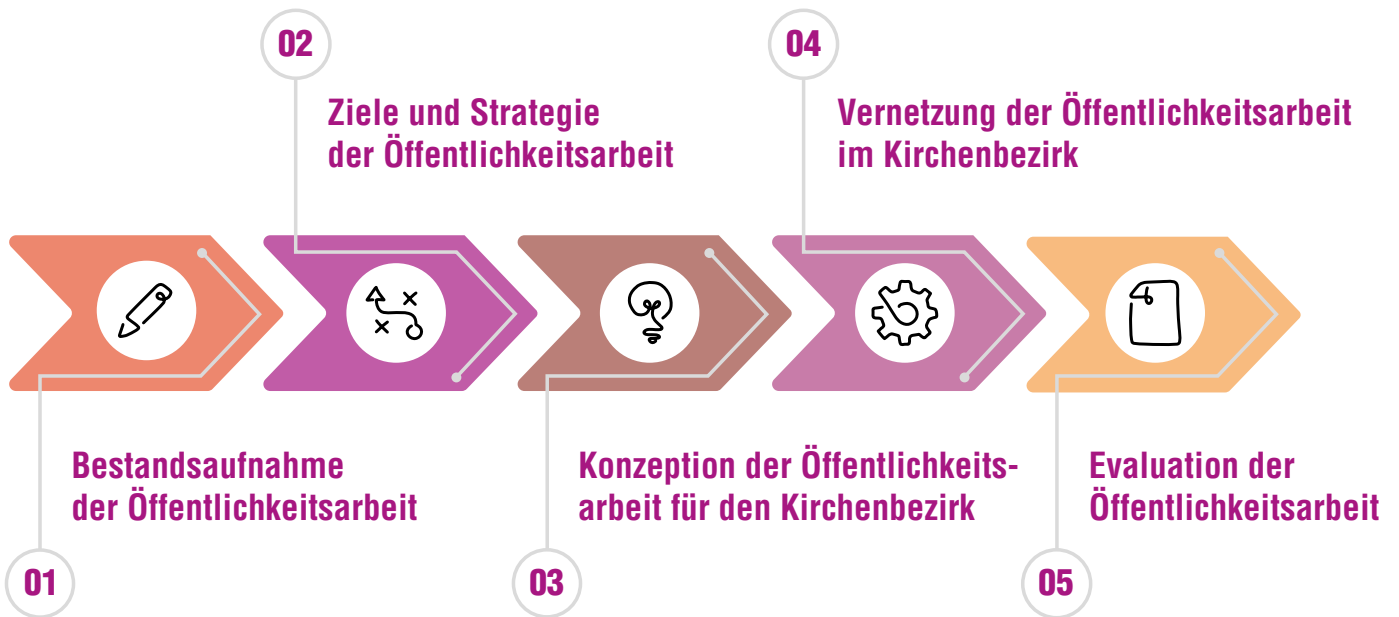 01
Bestandsaufnahme
der Öffentlichkeitsarbeit
02
Ziele und Strategie
der Öffentlichkeitsarbeit
03
Konzeption der Öffentlichkeits-
arbeit für den Kirchenbezirk
04
Vernetzung der Öffentlichkeitsarbeit
im Kirchenbezirk
05
Evaluation der
Öffentlichkeitsarbeit